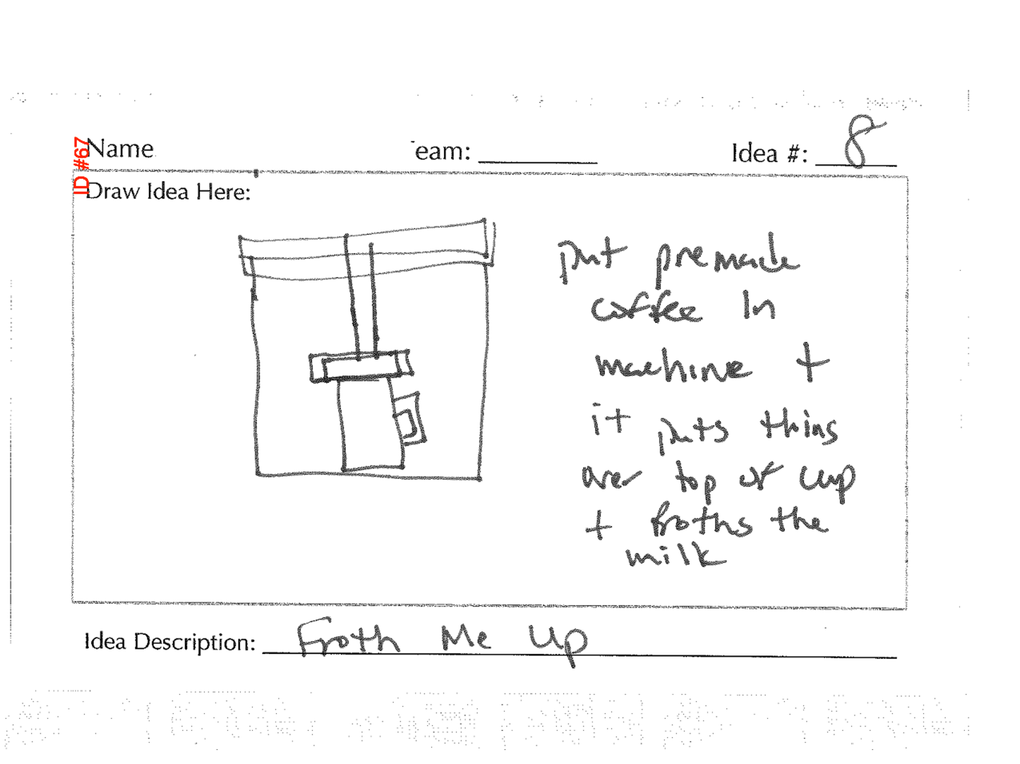 ID #67
Name
eam:
Idea #: 8
Draw Idea Here:
put premade
coffee in
machine +
it puts thing
over top of cup
+ froths the
milk
Idea Description: Froth Me Up